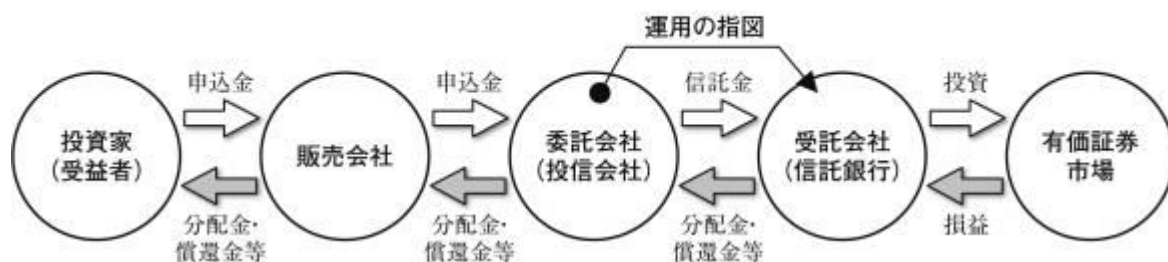 運用の指図
申込金
申込金
信託金
投資
投資家
(受益者)
販売会社
委託会社
(投信会社)
受託会社
(信託銀行)
有価証券
市場
分配金・
償還金等
分配金・
償還金等
分配金・
償還金等
損益